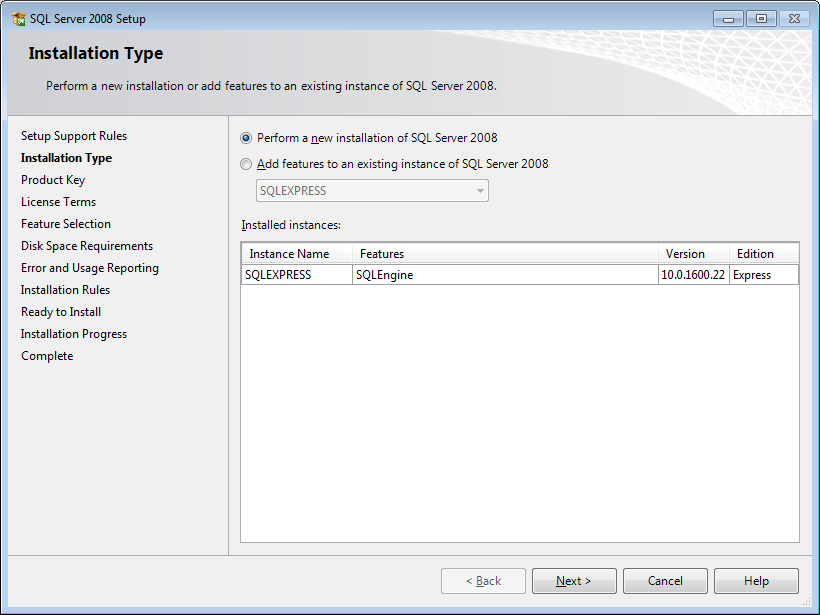 SQL Server 2008 Setup
Installation Type
Perform a new installation or add features to an existing instance of SQL Server 2008.
Setup Support Rules
Installation Type
Product Key
License Terms
Feature Selection
Disk Space Requirements
Error and Usage Reporting
Installation Rules
Ready to Install
Installation Progress
Complete
Perform a new installation of SQL Server 2008
Add features to an existing instance of SQL Server 2008
SQLEXPRESS
Installed instances:
Instance Name Features Version Edition
SQLEXPRESS SQLEngine 10.0.1600.22 Express
< Back Next > Cancel Help